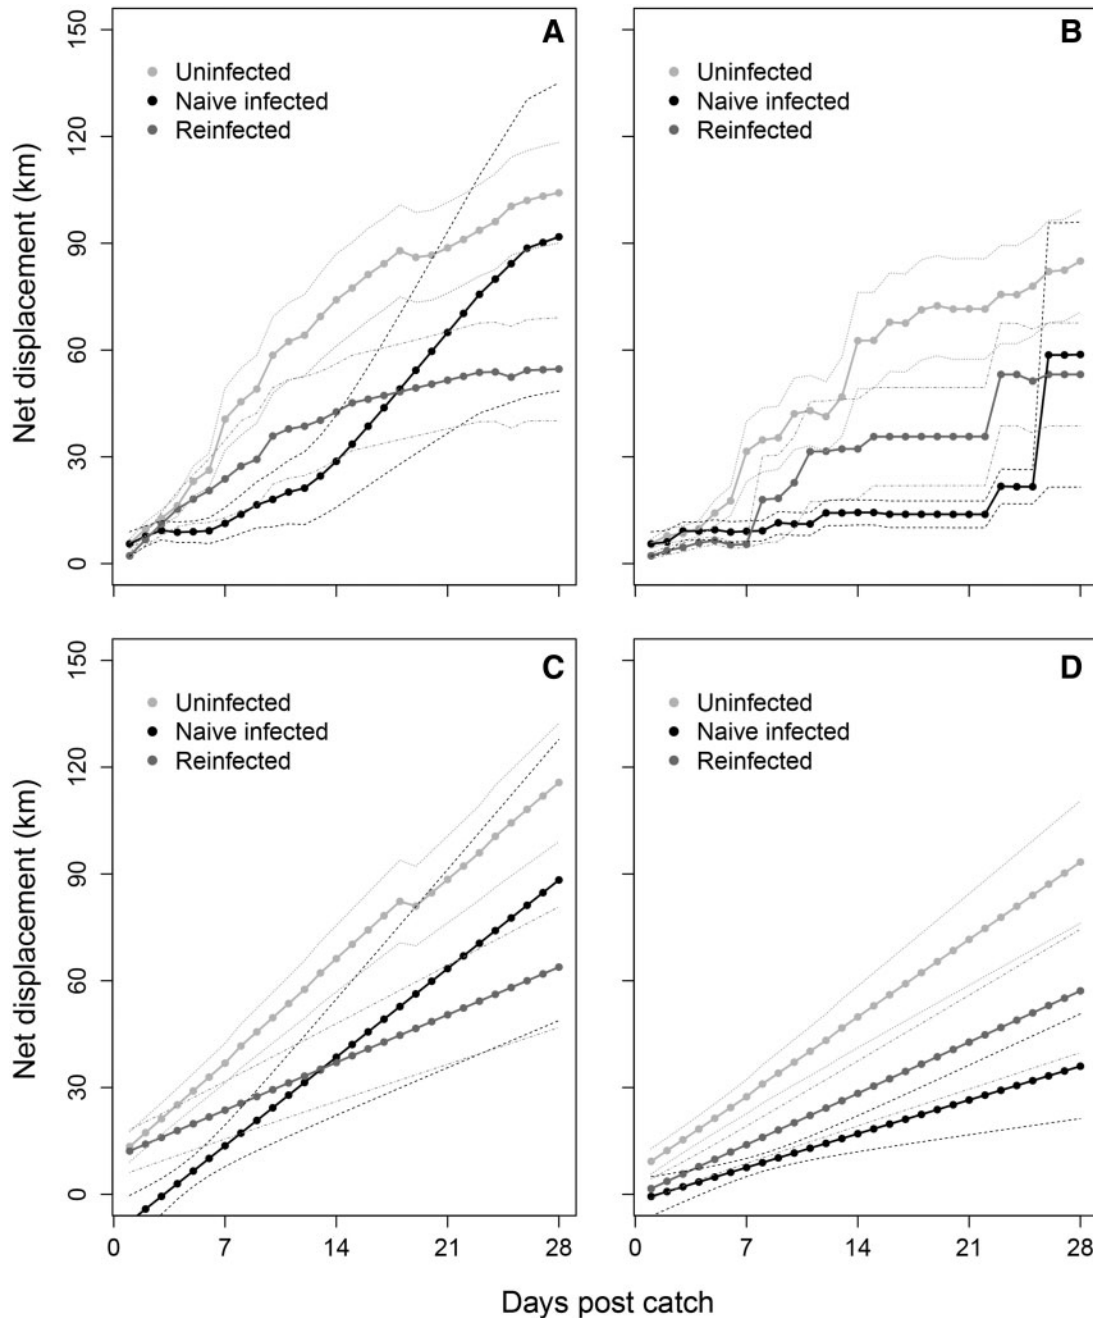 A
Uninfected
Naive infected
Reinfected
150
120
90
60
30
0
Net displacement (km)
B
Uninfected
Naive infected
Reinfected
C
Uninfected
Naive infected
Reinfected
150
120
90
60
30
0
Net displacement (km)
0 7 14 21 28
D
Uninfected
Naive infected
Reinfected
0 7 14 21 28
Days post catch